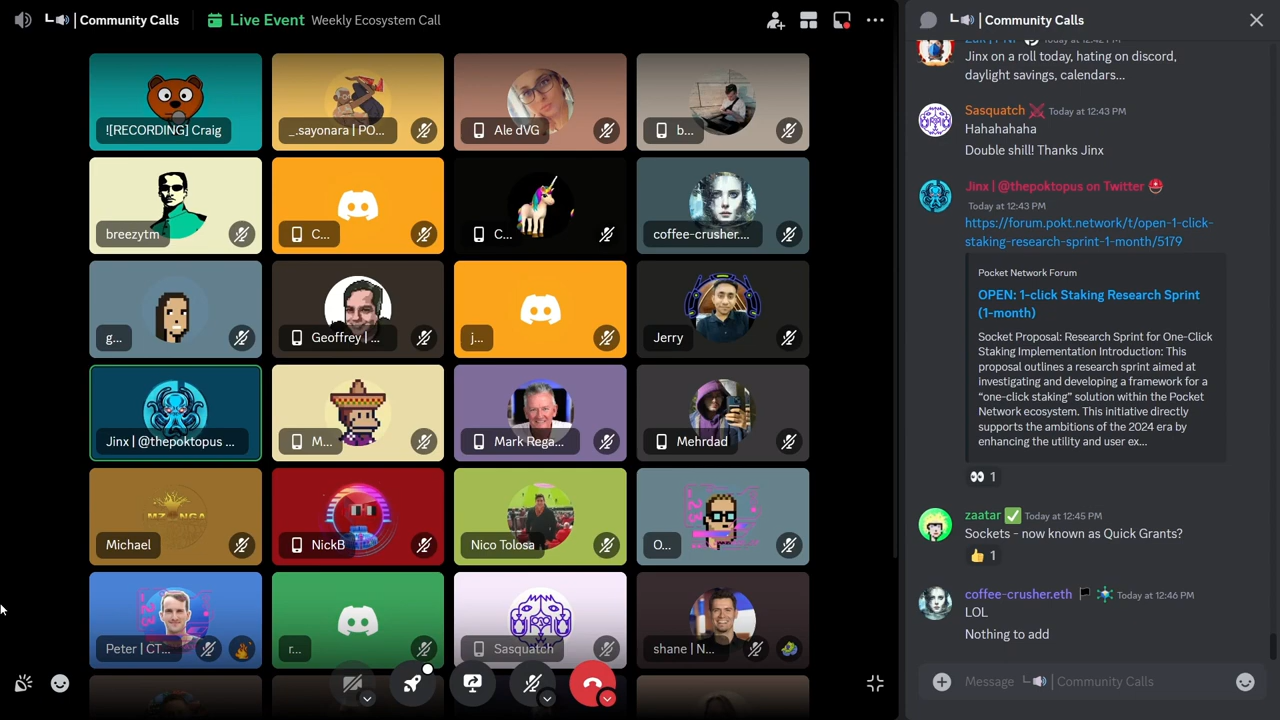 ┗🔊 | Community Calls
Live Event
Weekly Ecosystem Call
![RECORDING] Craig
_.sayonara | PO...
Ale dVG
b...
breezytm
C...
C...
coffee-crusher....
g...
Geoffrey | ...
j...
Jerry
Jinx | @thepoktopus ...
M...
Mark Rega...
Mehrdad
MZONGA
Michael
NickB
Nico Tolosa
O...
Peter | CT...
r...
Sasquatch
shane | N...
┗🔊 | Community Calls
Today at 12:42 PM
Jinx on a roll today, hating on discord,
daylight savings, calendars...
Sasquatch Today at 12:43 PM
Hahahahaha
Double shill! Thanks Jinx
Jinx | @thepoktopus on Twitter
Today at 12:43 PM
https://forum.pokt.network/t/open-1-click-
staking-research-sprint-1-month/5179
Pocket Network Forum
OPEN: 1-click Staking Research Sprint
(1-month)
Socket Proposal: Research Sprint for One-Click
Staking Implementation Introduction: This
proposal outlines a research sprint aimed at
investigating and developing a framework for a
“one-click staking” solution within the Pocket
Network ecosystem. This initiative directly
supports the ambitions of the 2024 era by
enhancing the utility and user ex...
👀 1
zaatar ✅ Today at 12:45 PM
Sockets - now known as Quick Grants?
👍 1
coffee-crusher.eth Today at 12:46 PM
LOL
Nothing to add
Message ┗🔊 | Community Calls